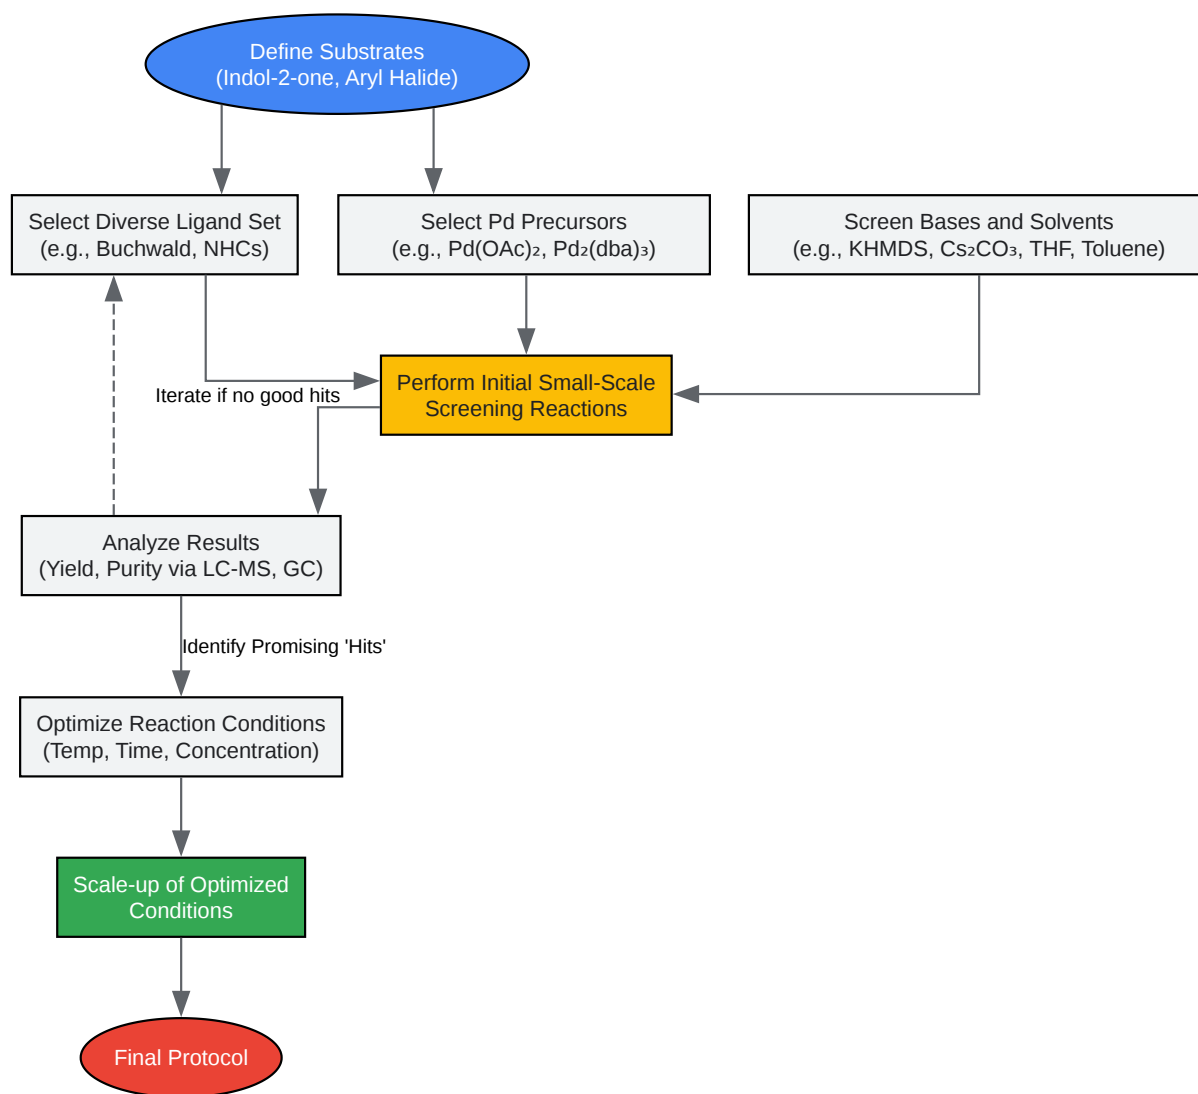 Define Substrates
(Indol-2-one, Aryl Halide)
Select Diverse Ligand Set
(e.g., Buchwald, NHCs)
Select Pd Precursors
(e.g., Pd(OAc)₂, Pd₂(dba)₃)
Screen Bases and Solvents
(e.g., KHMDS, Cs₂CO₃, THF, Toluene)
Perform Initial Small-Scale
Screening Reactions
Iterate if no good hits
Analyze Results
(Yield, Purity via LC-MS, GC)
Identify Promising 'Hits'
Optimize Reaction Conditions
(Temp, Time, Concentration)
Scale-up of Optimized
Conditions
Final Protocol